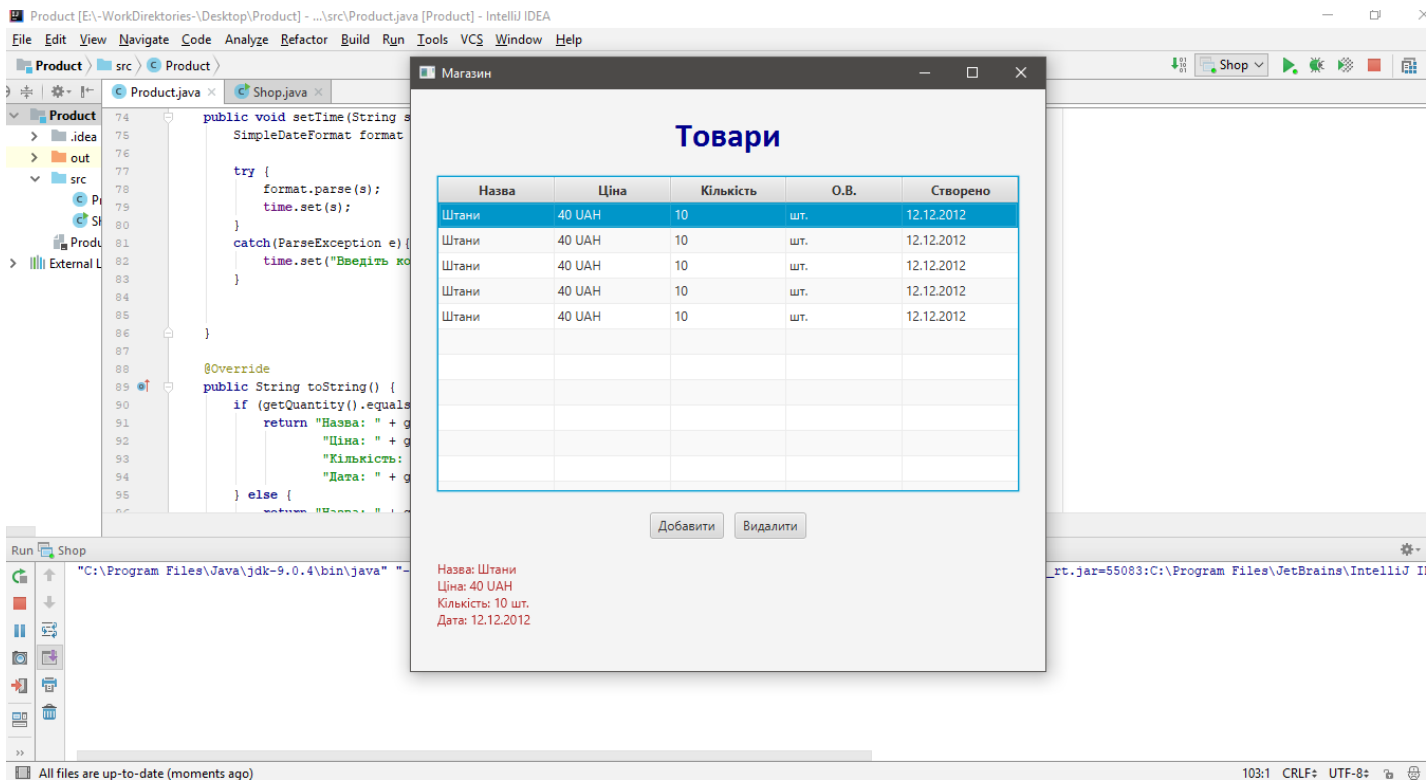 Product [E:\-WorkDirektories-\Desktop\Product] - ...\src\Product.java [Product] - IntelliJ IDEA
File Edit View Navigate Code Analyze Refactor Build Run Tools VCS Window Help
Product src Product
Shop
Product.java Shop.java
Product
.idea
out
src
External L
74 public void setTime(String s
75 SimpleDateFormat format
76
77 try {
78 format.parse(s);
79 time.set(s);
80 }
81 catch(ParseException e){
82 time.set("Введіть ко
83 }
84
85
86 }
87
88 @Override
89 public String toString() {
90 if (getQuantity().equals
91 return "Назва: " + g
92 "Ціна: " + g
93 "Кількість:
94 "Дата: " + g
95 } else {
Магазин
Товари
Назва Ціна Кількість О.В. Створено
Штани 40 UAH 10 шт. 12.12.2012
Штани 40 UAH 10 шт. 12.12.2012
Штани 40 UAH 10 шт. 12.12.2012
Штани 40 UAH 10 шт. 12.12.2012
Штани 40 UAH 10 шт. 12.12.2012
Добавити Видалити
Назва: Штани
Ціна: 40 UAH
Кількість: 10 шт.
Дата: 12.12.2012
Run Shop
"C:\Program Files\Java\jdk-9.0.4\bin\java" "-
_rt.jar=55083:C:\Program Files\JetBrains\IntelliJ I
All files are up-to-date (moments ago)
103:1 CRLF UTF-8